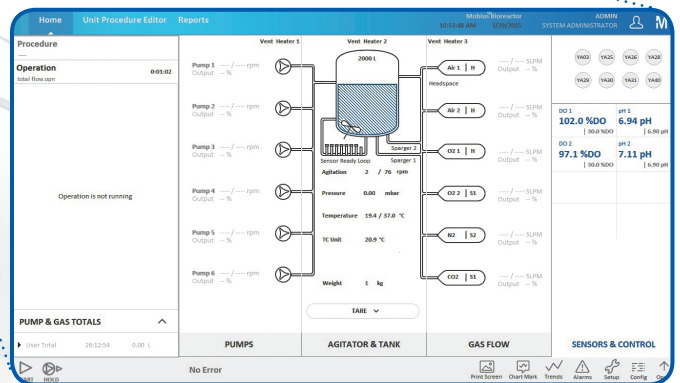 Home Unit Procedure Editor Reports
Mobius Bioreactor
10:53:48 AM 5/20/2015
ADMIN
SYSTEM ADMINISTRATOR
M
Procedure
----
Operation
total flow.opn
0:01:02
Operation is not running
PUMP & GAS TOTALS
User Total 26:12:54 0.00 L
Vent Heater 1 Vent Heater 2 Vent Heater 3
Pump 1 ---- / ---- rpm
Output -- %
Pump 2 ---- / ---- rpm
Output -- %
Pump 3 ---- / ---- rpm
Output -- %
Pump 4 ---- / ---- rpm
Output -- %
Pump 5 ---- / ---- rpm
Output -- %
Pump 6 ---- / ---- rpm
Output -- %
PUMPS
2000 L
Sparger 2
Sensor Ready Loop Sparger 1
Agitation 2 / 76 rpm
Pressure 0.00 mbar
Temperature 19.4 / 37.0 °C
TC Unit 20.9 °C
Weight 1 kg
TARE
AGITATOR & TANK
Air 1 | H ---- / ---- SLPM
Output -- %
Headspace
Air 2 | H ---- / ---- SLPM
Output -- %
O2 1 | H ---- / ---- SLPM
Output -- %
O2 2 | S1 ---- / ---- SLPM
Output -- %
N2 | S2 ---- / ---- SLPM
Output -- %
CO2 | S1 ---- / ---- SLPM
Output -- %
GAS FLOW
YA03 YA25 YA26 YA28
YA29 YA30 YA31 YA40
DO 1 pH 1
102.0 %DO 6.94 pH
| 30.0 %DO | 6.90 pH
DO 2 pH 2
97.1 %DO 7.11 pH
| 30.0 %DO | 6.90 pH
SENSORS & CONTROL
HOLD
No Error
Print Screen Chart Mark Trends Alarms Setup Config